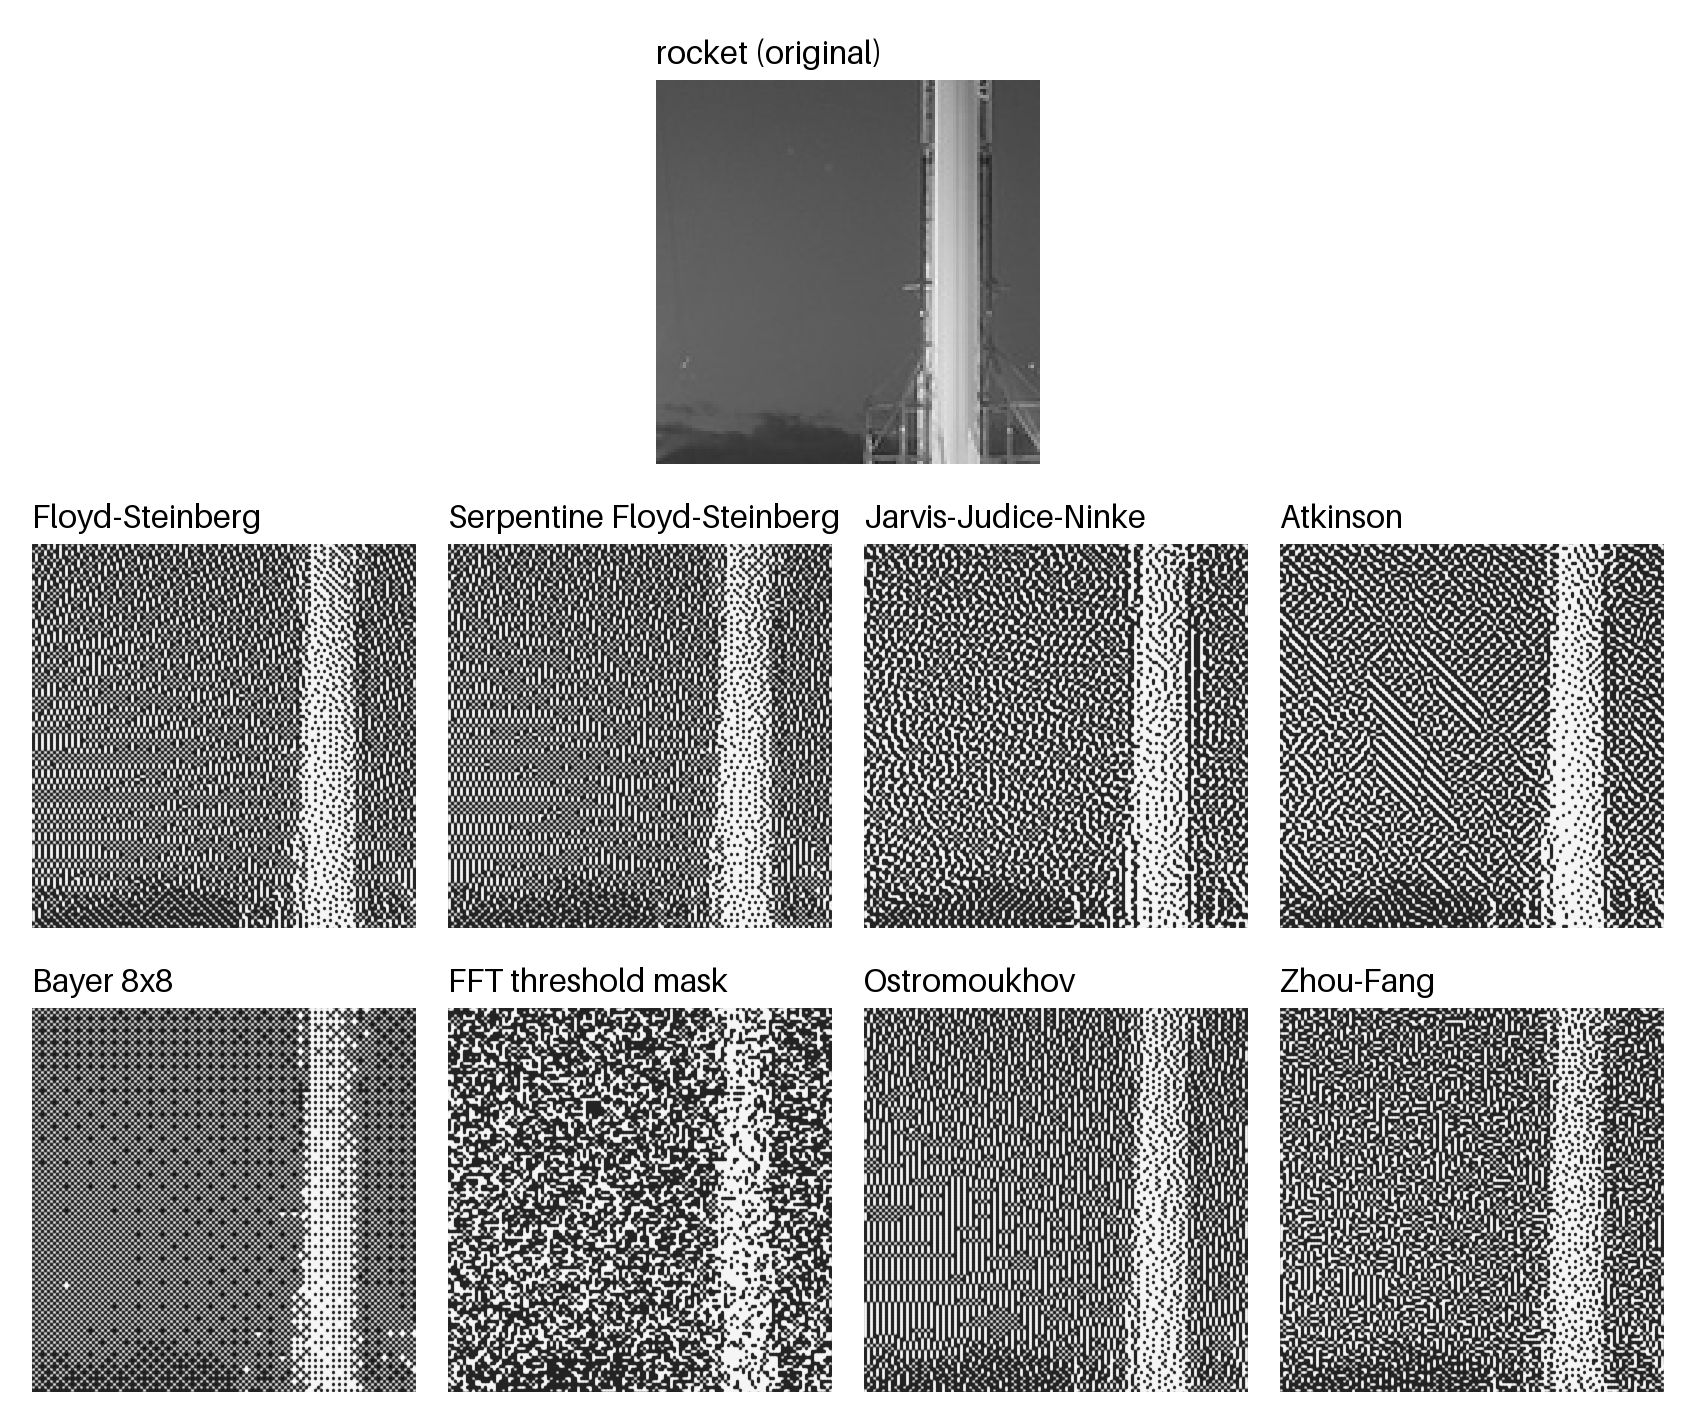 rocket (original)
Floyd-Steinberg
Serpentine Floyd-Steinberg
Jarvis-Judice-Ninke
Atkinson
Bayer 8x8
FFT threshold mask
Ostromoukhov
Zhou-Fang